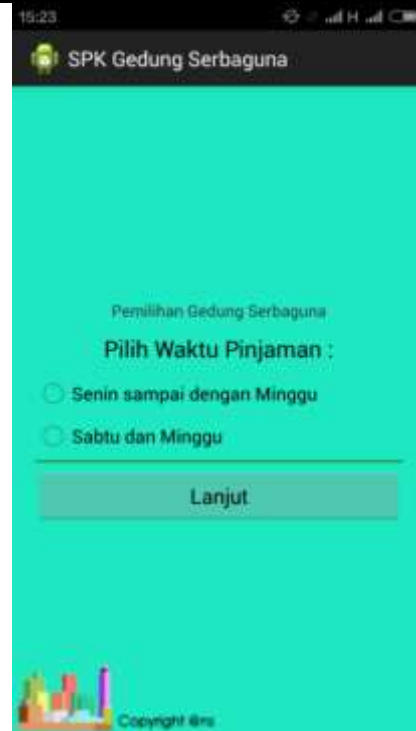 15:23
H
SPK Gedung Serbaguna
Pemilihan Gedung Serbaguna
Pilih Waktu Pinjaman :
Senin sampai dengan Minggu
Sabtu dan Minggu
Lanjut
Copyright